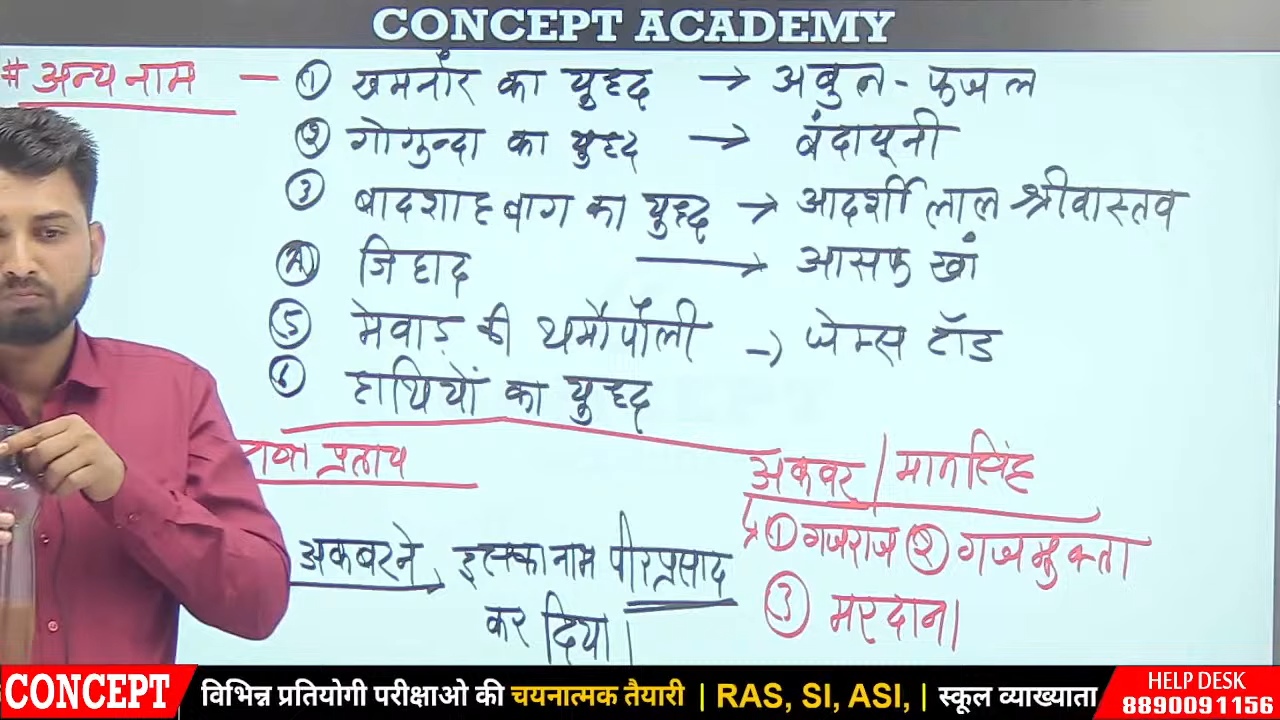 CONCEPT ACADEMY
# अन्य नाम — ① खमनौर का युद्ध → अबुल - फजल
② गोगुन्दा का युद्ध → बंदायूनी
③ बादशाह बाग का युद्ध → आदर्शी लाल श्रीवास्तव
④ जिहाद → आसफ खां
⑤ मेवाड़ की थर्मोपॉली → जेम्स टॉड
⑥ हाथियों का युद्ध
प्रताप
अकबर / मानसिंह
① गजराज ② गजमुक्ता
③ मरदाना
अकबर ने इसका नाम पीरप्रसाद
कर दिया।
CONCEPT
विभिन्न प्रतियोगी परीक्षाओ की चयनात्मक तैयारी | RAS, SI, ASI, | स्कूल व्याख्याता
HELP DESK
8890091156